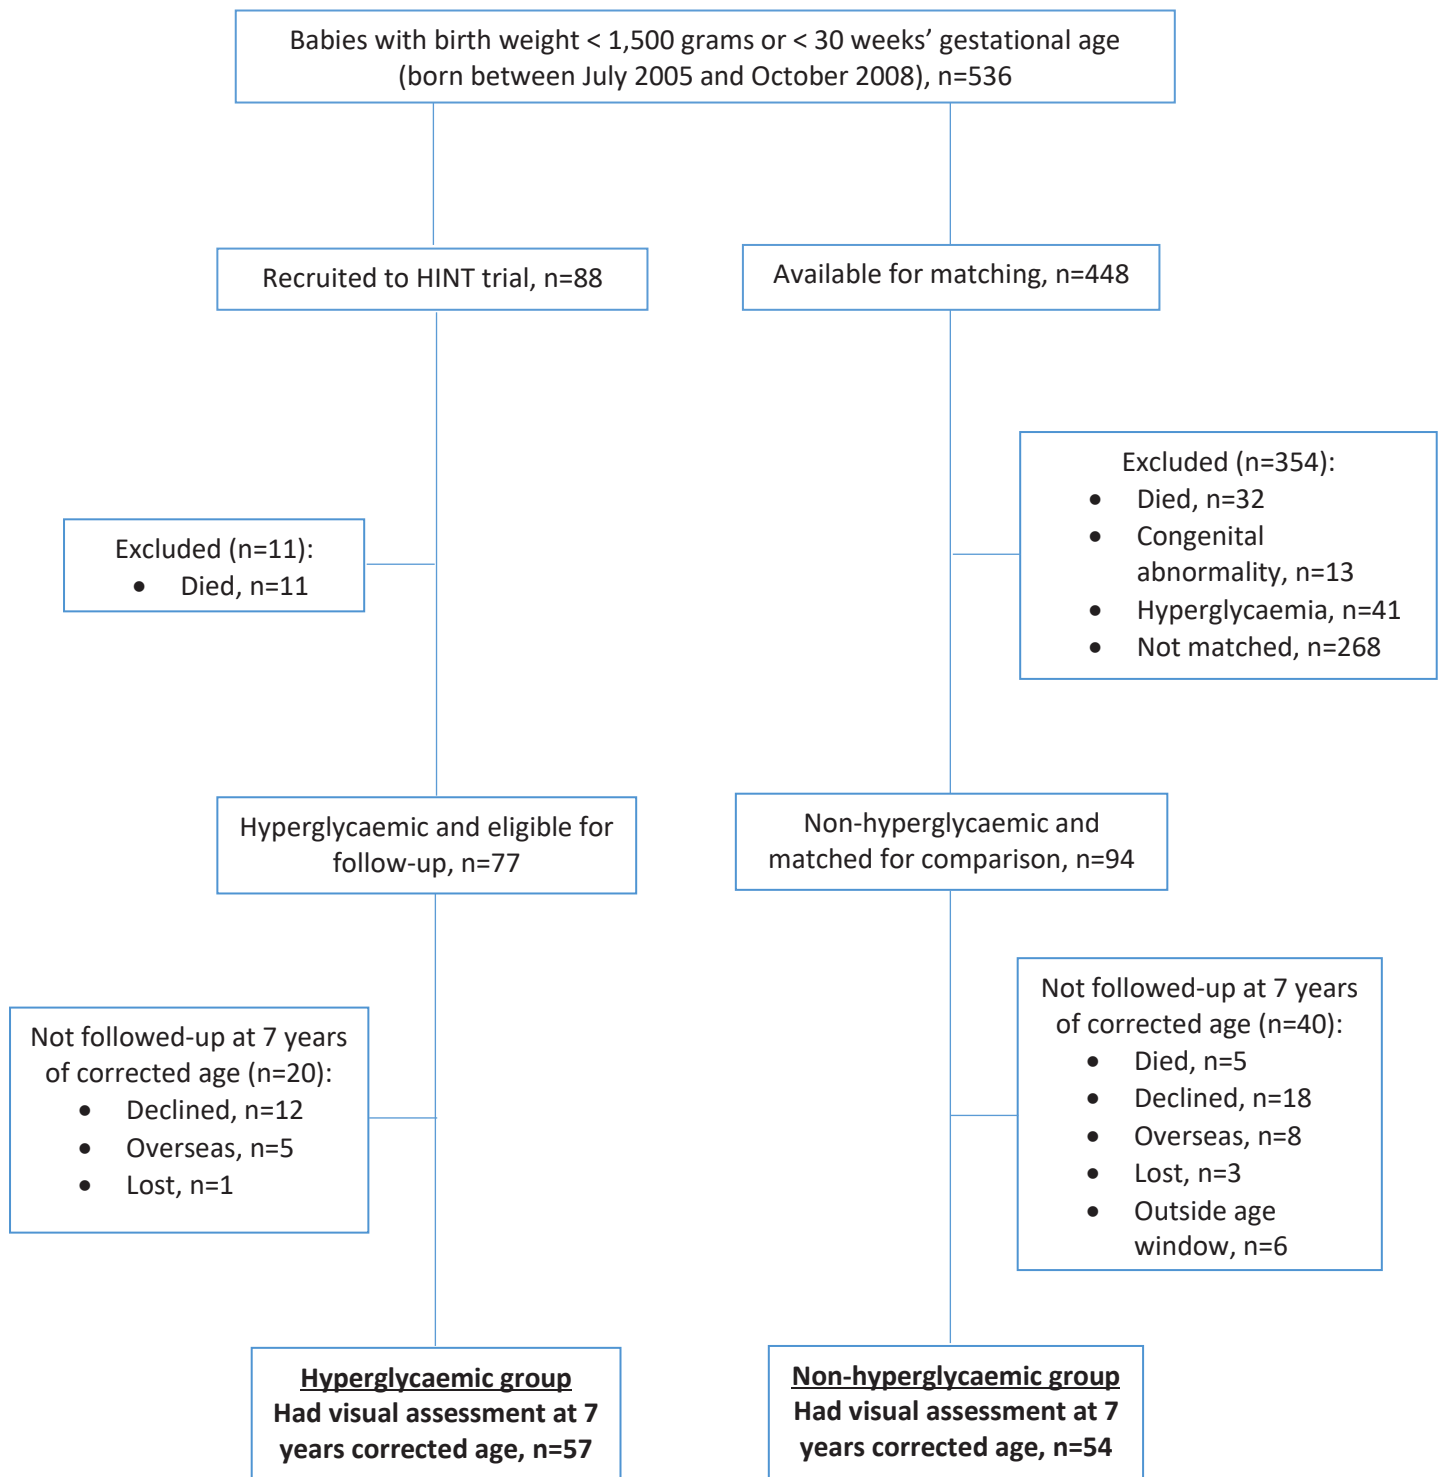 Babies with birth weight < 1,500 grams or < 30 weeks’ gestational age
(born between July 2005 and October 2008), n=536
Recruited to HINT trial, n=88
Available for matching, n=448
Excluded (n=354):
• Died, n=32
• Congenital
abnormality, n=13
• Hyperglycaemia, n=41
• Not matched, n=268
Excluded (n=11):
• Died, n=11
Hyperglycaemic and eligible for
follow-up, n=77
Non-hyperglycaemic and
matched for comparison, n=94
Not followed-up at 7 years
of corrected age (n=20):
• Declined, n=12
• Overseas, n=5
• Lost, n=1
Not followed-up at 7 years
of corrected age (n=40):
• Died, n=5
• Declined, n=18
• Overseas, n=8
• Lost, n=3
• Outside age
window, n=6
Hyperglycaemic group
Had visual assessment at 7
years corrected age, n=57
Non-hyperglycaemic group
Had visual assessment at 7
years corrected age, n=54